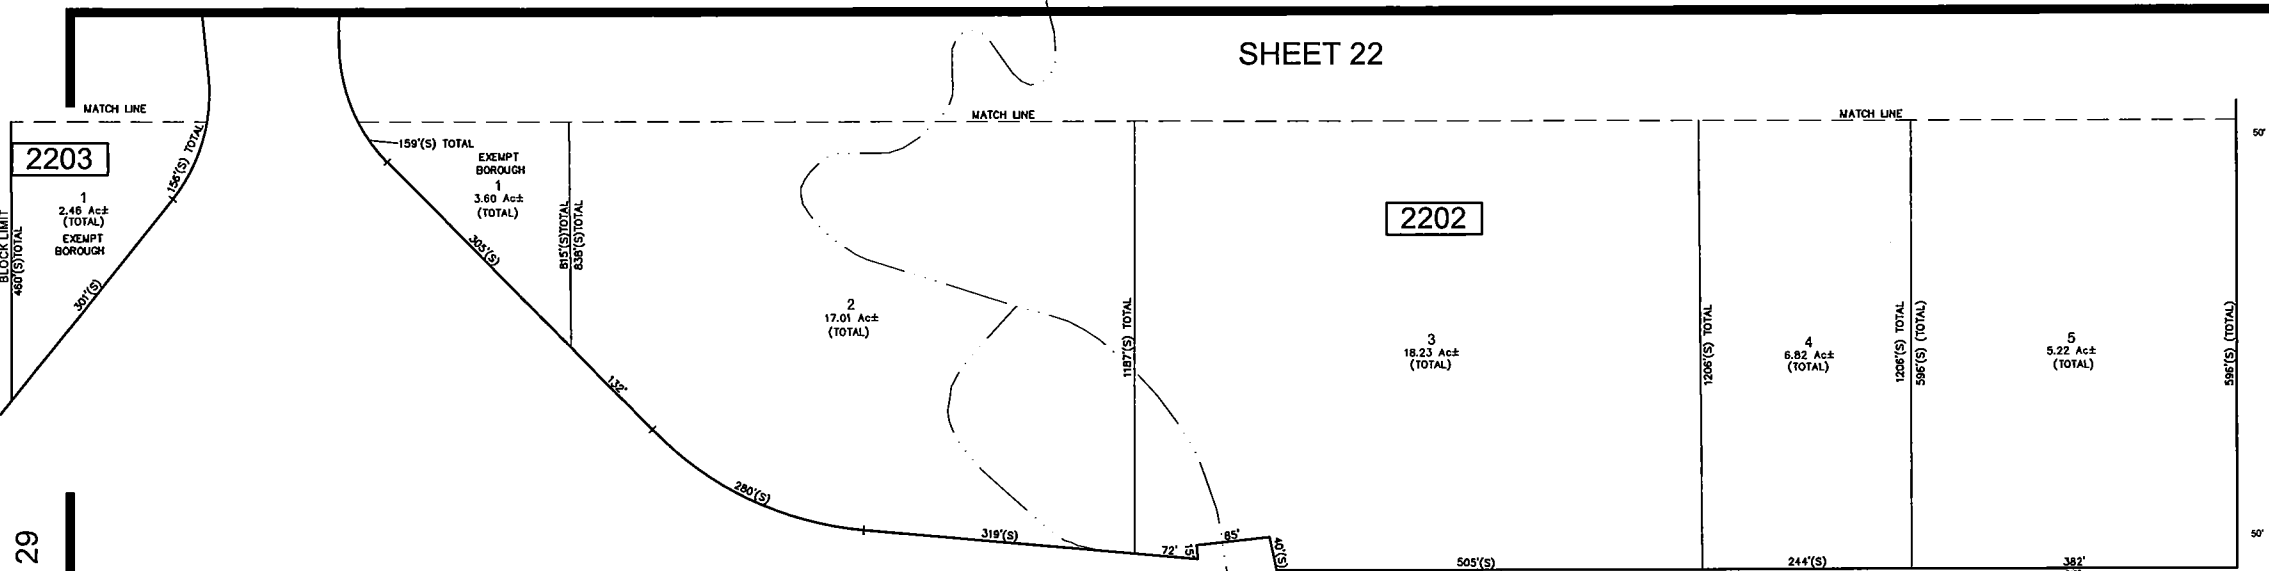 SHEET 22
MATCH LINE
MATCH LINE
MATCH LINE
50'
2203
1
2.46 Ac±
(TOTAL)
EXEMPT
BOROUGH
BLOCK LIMIT
460'(S)TOTAL
156'(S) TOTAL
301'(S)
159'(S) TOTAL
EXEMPT
BOROUGH
1
3.60 Ac±
(TOTAL)
305'(S)
815'(S)TOTAL
838'(S)TOTAL
132'
2
17.01 Ac±
(TOTAL)
280'(S)
319'(S)
1187'(S) TOTAL
2202
3
18.23 Ac±
(TOTAL)
72'
15'
85'
40'(S)
505'(S)
1206'(S) TOTAL
4
6.82 Ac±
(TOTAL)
244'(S)
1206'(S) TOTAL
596'(S) (TOTAL)
5
5.22 Ac±
(TOTAL)
382'
596'(S) (TOTAL)
50'
29